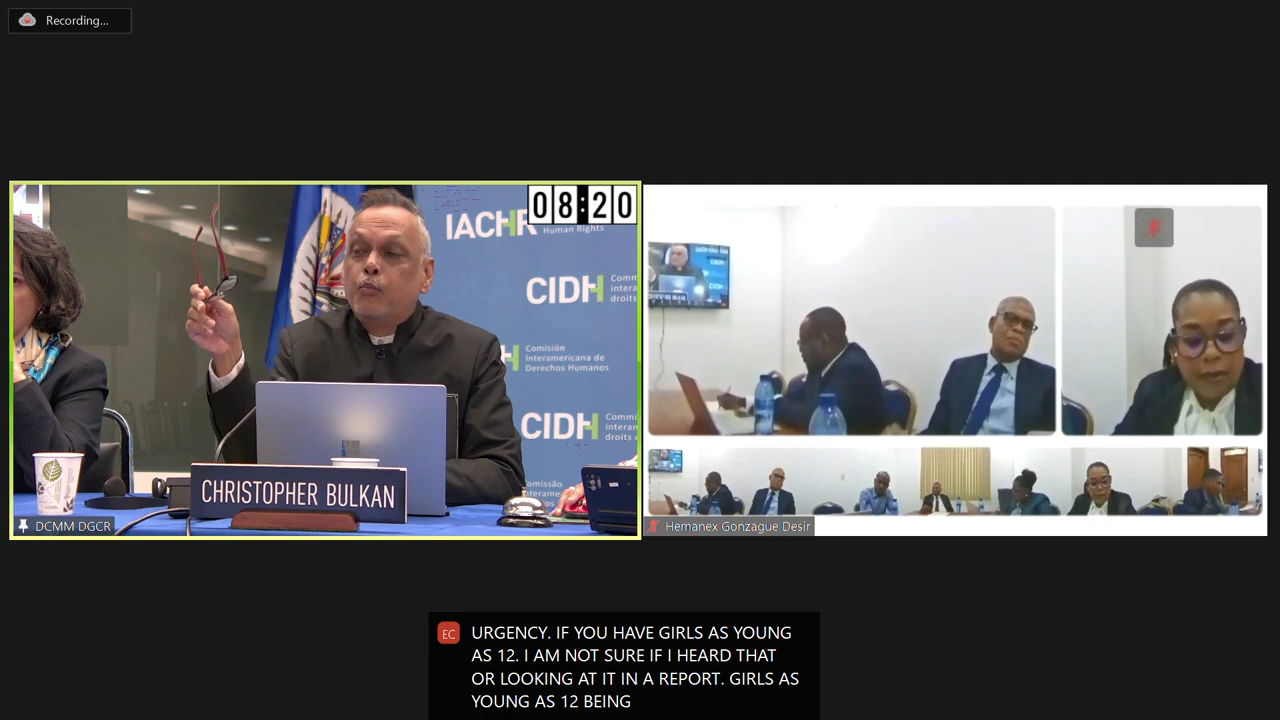 Recording...
08:20
IACHR
Human Rights
CIDH
Comisión
Interamericana de
Derechos Humanos
CIDH
CHRISTOPHER BULKAN
DCMM DGCR
CIDH
Hemanex Gonzague Desir
EC
URGENCY. IF YOU HAVE GIRLS AS YOUNG
AS 12. I AM NOT SURE IF I HEARD THAT
OR LOOKING AT IT IN A REPORT. GIRLS AS
YOUNG AS 12 BEING